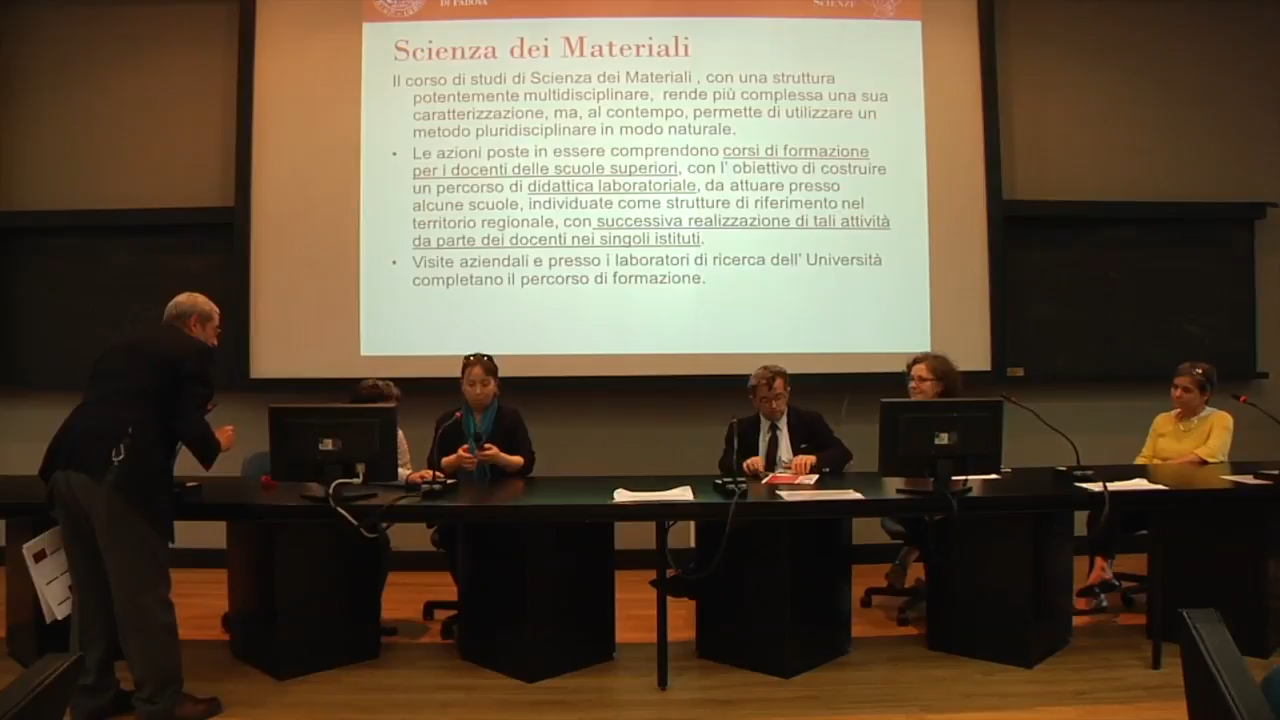 DI PADOVA
SCIENZE
Scienza dei Materiali
Il corso di studi di Scienza dei Materiali , con una struttura
potentemente multidisciplinare, rende più complessa una sua
caratterizzazione, ma, al contempo, permette di utilizzare un
metodo pluridisciplinare in modo naturale.
• Le azioni poste in essere comprendono corsi di formazione
per i docenti delle scuole superiori, con l' obiettivo di costruire
un percorso di didattica laboratoriale, da attuare presso
alcune scuole, individuate come strutture di riferimento nel
territorio regionale, con successiva realizzazione di tali attività
da parte dei docenti nei singoli istituti.
• Visite aziendali e presso i laboratori di ricerca dell' Università
completano il percorso di formazione.